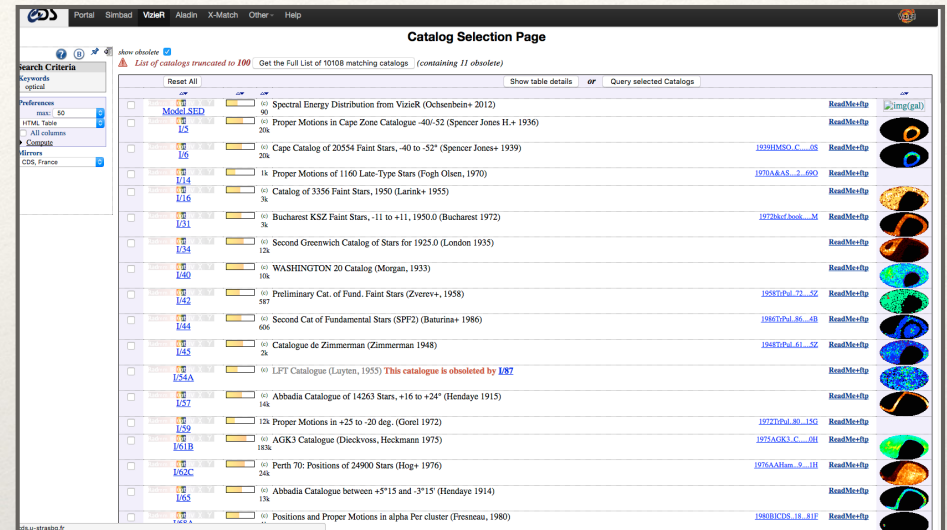 CDS Portal Simbad VizieR Aladin X-Match Other Help
Catalog Selection Page
show obsolete
List of catalogs truncated to 100 Get the Full List of 10108 matching catalogs (containing 11 obsolete)
Search Criteria
Keywords
optical
Preferences
max: 50
HTML Table
All columns
Compute
Mirrors
CDS, France
Reset All Show table details or Query selected Catalogs
Model.SED (c) 90 Spectral Energy Distribution from VizieR (Ochsenbein+ 2012) ReadMe+ftp img(gal)
I/5 (c) 20k Proper Motions in Cape Zone Catalogue -40/-52 (Spencer Jones H.+ 1936) ReadMe+ftp
I/6 (c) 20k Cape Catalog of 20554 Faint Stars, -40 to -52° (Spencer Jones+ 1939) 1939HMSO..C.....0S ReadMe+ftp
I/14 1k Proper Motions of 1160 Late-Type Stars (Fogh Olsen, 1970) 1970A&AS....2...69O ReadMe+ftp
I/16 (c) 3k Catalog of 3356 Faint Stars, 1950 (Larink+ 1955) ReadMe+ftp
I/31 (c) 3k Bucharest KSZ Faint Stars, -11 to +11, 1950.0 (Bucharest 1972) 1972bkcf.book.....M ReadMe+ftp
I/34 (c) 12k Second Greenwich Catalog of Stars for 1925.0 (London 1935) ReadMe+ftp
I/40 (c) 10k WASHINGTON 20 Catalog (Morgan, 1933) ReadMe+ftp
I/42 (c) 587 Preliminary Cat. of Fund. Faint Stars (Zverev+, 1958) 1958TrPul..72....5Z ReadMe+ftp
I/44 (c) 606 Second Cat of Fundamental Stars (SPF2) (Baturina+ 1986) 1986TrPul..86....4B ReadMe+ftp
I/45 (c) 2k Catalogue de Zimmerman (Zimmerman 1948) 1948TrPul..61....5Z ReadMe+ftp
I/54A (c) LFT Catalogue (Luyten, 1955) This catalogue is obsoleted by I/87 ReadMe+ftp
I/57 (c) 14k Abbadia Catalogue of 14263 Stars, +16 to +24° (Hendaye 1915) ReadMe+ftp
I/59 12k Proper Motions in +25 to -20 deg. (Gorel 1972) 1972TrPul..80...15G ReadMe+ftp
I/61B (c) 183k AGK3 Catalogue (Dieckvoss, Heckmann 1975) 1975AGK3..C......0H ReadMe+ftp
I/62C (c) 24k Perth 70: Positions of 24900 Stars (Hog+ 1976) 1976AAHam...9....1H ReadMe+ftp
I/65 (c) 13k Abbadia Catalogue between +5°15 and -3°15' (Hendaye 1914) ReadMe+ftp
I/68A (c) Positions and Proper Motions in alpha Per cluster (Fresneau, 1980) 1980BICDS..18...81F ReadMe+ftp
cds.u-strasbg.fr